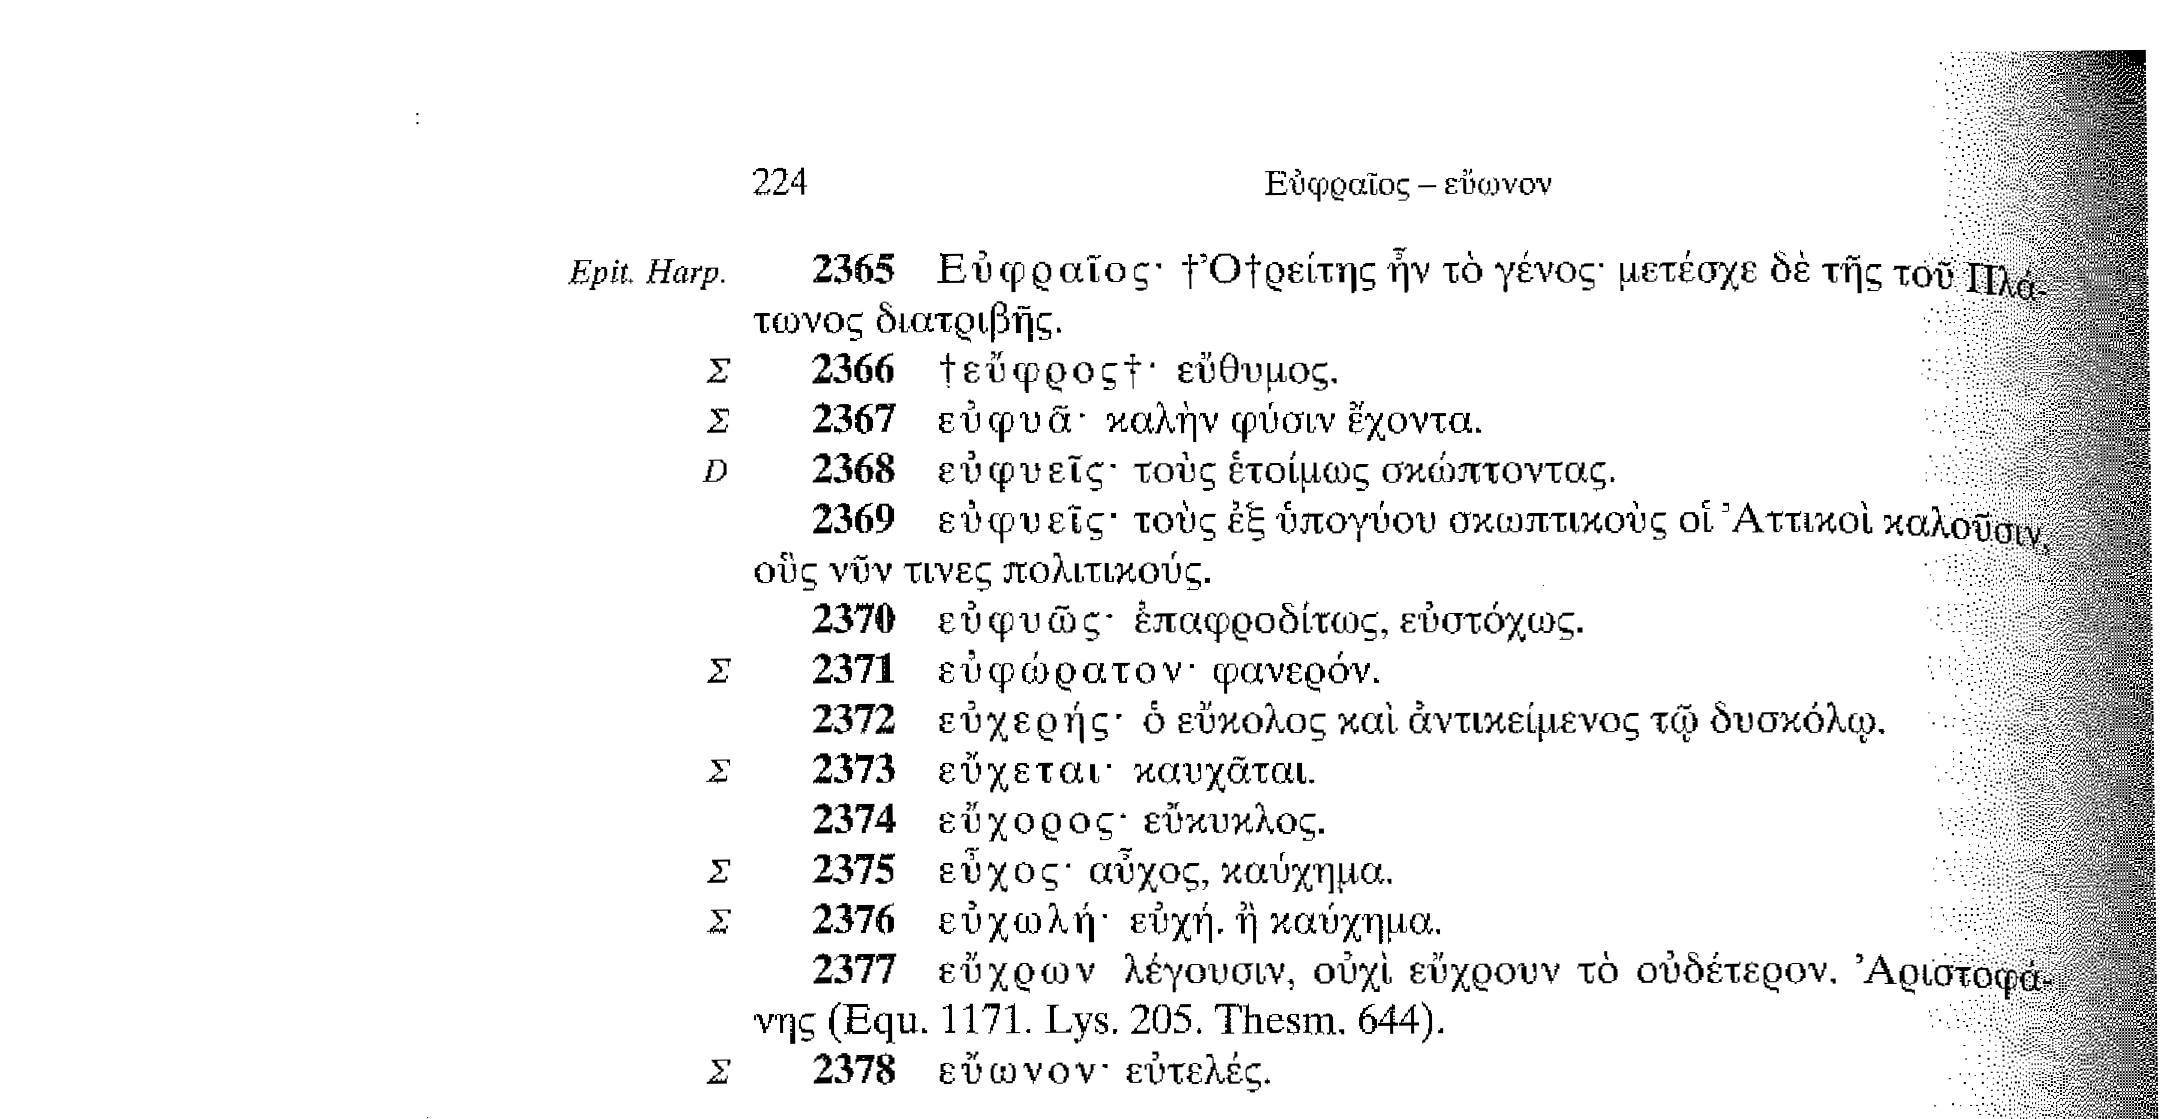 224 Εὐφραῖος – εὔωνον
Epit. Harp. 2365 Εὐφραῖος· †Ὀ†ρείτης ἦν τὸ γένος· μετέσχε δὲ τῆς τοῦ Πλά-
τωνος διατριβῆς.
Σ 2366 †εὔφρος†· εὔθυμος.
Σ 2367 εὐφυᾶ· καλὴν φύσιν ἔχοντα.
D 2368 εὐφυεῖς· τοὺς ἑτοίμως σκώπτοντας.
2369 εὐφυεῖς· τοὺς ἐξ ὑπογύου σκωπτικοὺς οἱ Ἀττικοὶ καλοῦσιν,
οὓς νῦν τινες πολιτικούς.
2370 εὐφυῶς· ἐπαφροδίτως, εὐστόχως.
Σ 2371 εὐφώρατον· φανερόν.
2372 εὐχερής· ὁ εὔκολος καὶ ἀντικείμενος τῷ δυσκόλῳ.
Σ 2373 εὔχεται· καυχᾶται.
2374 εὔχορος· εὔκυκλος.
Σ 2375 εὖχος· αὖχος, καύχημα.
Σ 2376 εὐχωλή· εὐχή. ἢ καύχημα.
2377 εὔχρων λέγουσιν, οὐχὶ εὔχρουν τὸ οὐδέτερον. Ἀριστοφά-
νης (Equ. 1171. Lys. 205. Thesm. 644).
Σ 2378 εὔωνον· εὐτελές.